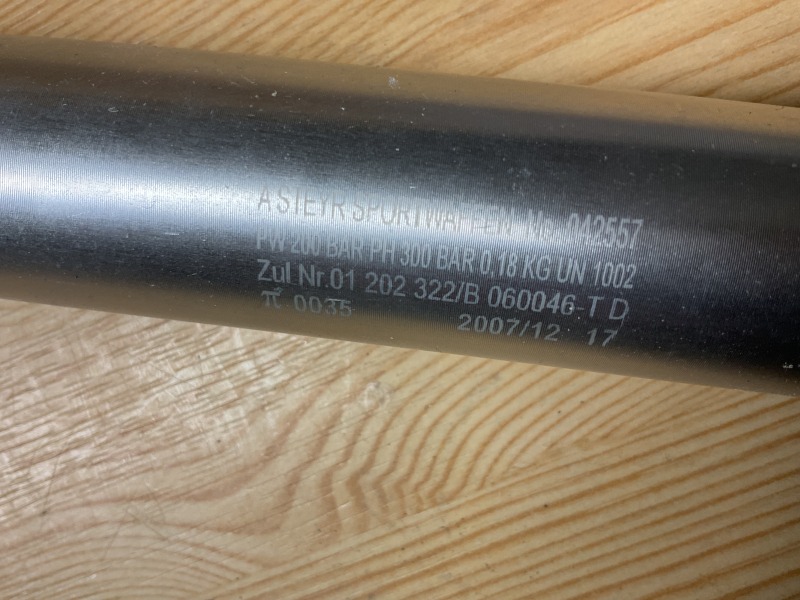 A STEYR SPORTWAFFEN No. 042557
PW 200 BAR PH 300 BAR 0,18 KG UN 1002
Zul Nr.01 202 322/B 060046-T D
π 0035 2007/12 17